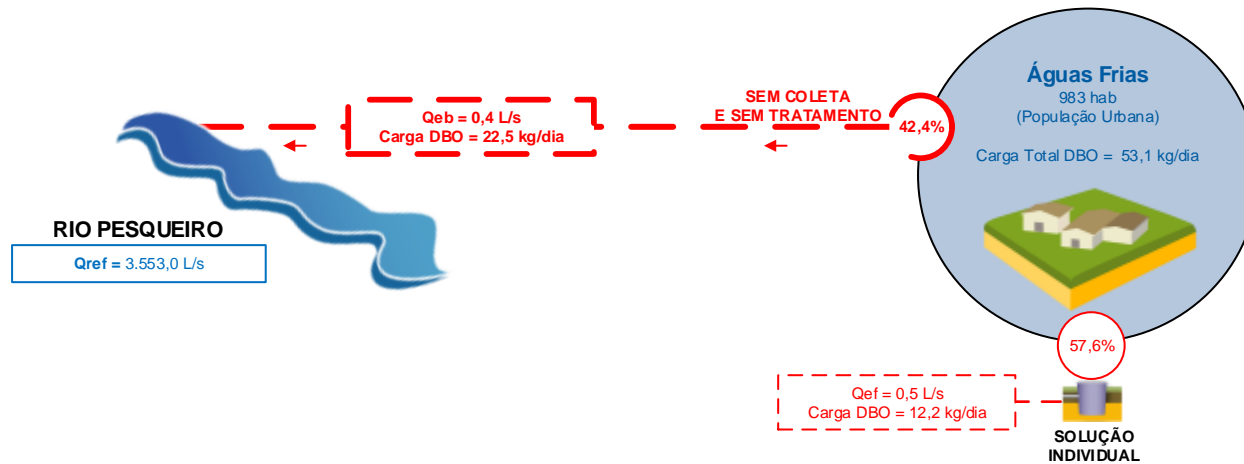 Águas Frias
983 hab
(População Urbana)
Carga Total DBO = 53,1 kg/dia
SEM COLETA
E SEM TRATAMENTO
42,4%
Qeb = 0,4 L/s
Carga DBO = 22,5 kg/dia
RIO PESQUEIRO
Qref = 3.553,0 L/s
57,6%
Qef = 0,5 L/s
Carga DBO = 12,2 kg/dia
SOLUÇÃO
INDIVIDUAL